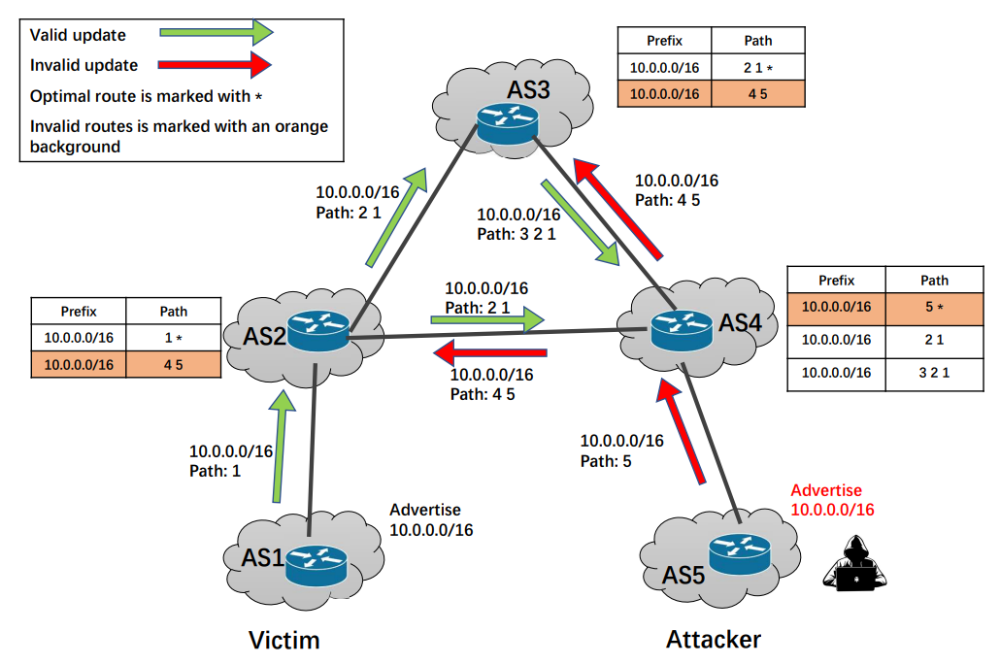 Valid update
Invalid update
Optimal route is marked with *
Invalid routes is marked with an orange
background
AS3
Prefix Path
10.0.0.0/16 2 1 *
10.0.0.0/16 4 5
10.0.0.0/16
Path: 2 1
10.0.0.0/16
Path: 3 2 1
10.0.0.0/16
Path: 4 5
Prefix Path
10.0.0.0/16 1 *
10.0.0.0/16 4 5
AS2
10.0.0.0/16
Path: 2 1
10.0.0.0/16
Path: 4 5
AS4
Prefix Path
10.0.0.0/16 5 *
10.0.0.0/16 2 1
10.0.0.0/16 3 2 1
10.0.0.0/16
Path: 1
10.0.0.0/16
Path: 5
AS1
Advertise
10.0.0.0/16
AS5
Advertise
10.0.0.0/16
Victim
Attacker